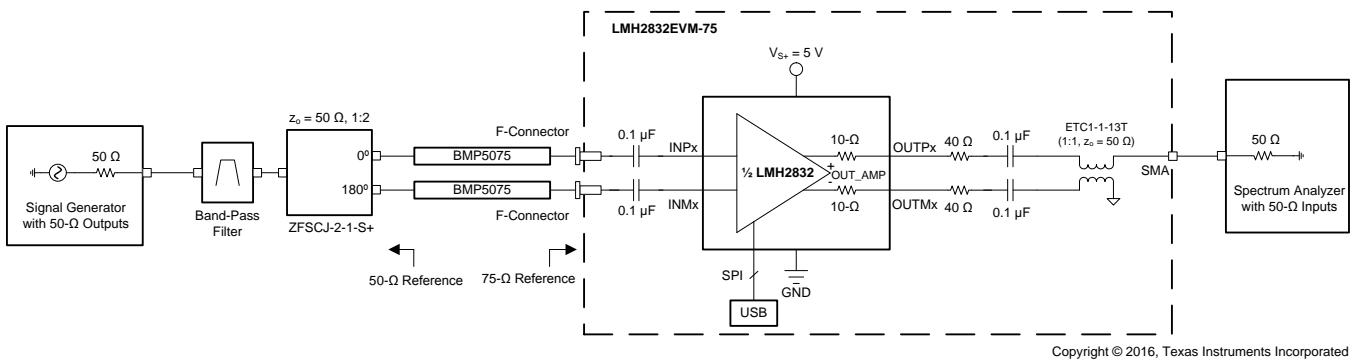 LMH2832EVM-75
V_S+ = 5 V
z_o = 50 Ω, 1:2
50 Ω
Signal Generator
with 50-Ω Outputs
Band-Pass
Filter
0º
180º
ZFSCJ-2-1-S+
F-Connector
BMP5075
BMP5075
F-Connector
50-Ω Reference
75-Ω Reference
0.1 µF
0.1 µF
INPx
INMx
½ LMH2832
10-Ω
+
OUT_AMP
-
10-Ω
SPI
USB
GND
OUTPx
OUTMx
40 Ω
40 Ω
0.1 µF
0.1 µF
ETC1-1-13T
(1:1, z_o = 50 Ω)
SMA
50 Ω
Spectrum Analyzer
with 50-Ω Inputs
Copyright © 2016, Texas Instruments Incorporated